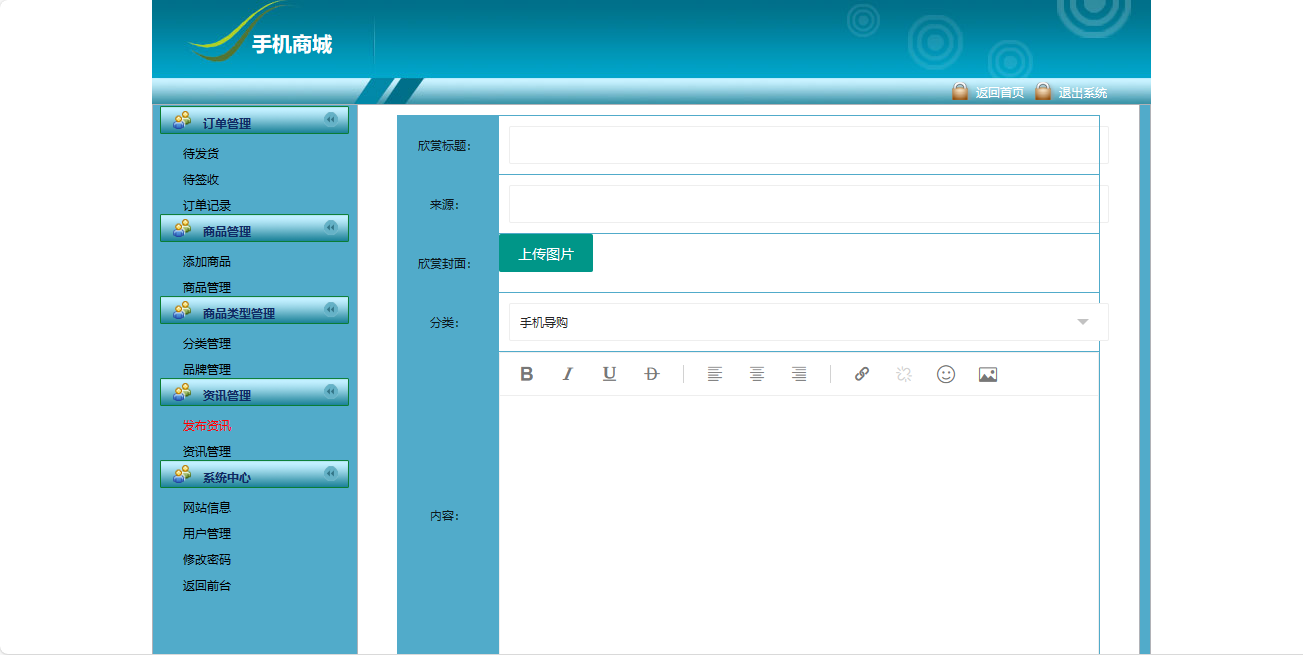 手机商城
返回首页 退出系统
订单管理
待发货
待签收
订单记录
商品管理
添加商品
商品管理
商品类型管理
分类管理
品牌管理
资讯管理
发布资讯
资讯管理
系统中心
网站信息
用户管理
修改密码
返回前台
欣赏标题:
来源:
欣赏封面:
上传图片
分类:
手机导购
B I U D
内容: